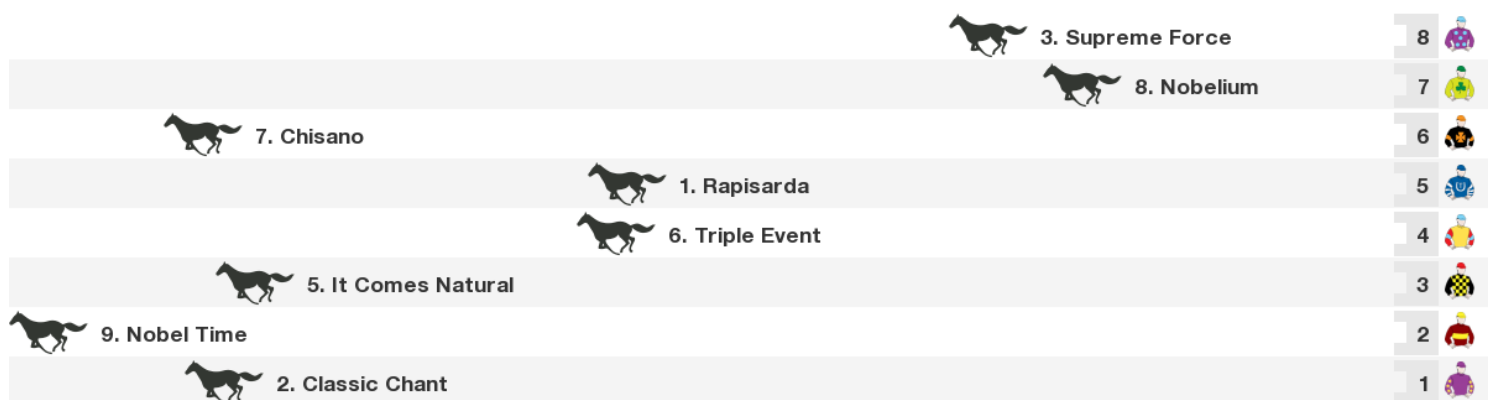 3. Supreme Force 8
8. Nobelium 7
7. Chisano 6
1. Rapisarda 5
6. Triple Event 4
5. It Comes Natural 3
9. Nobel Time 2
2. Classic Chant 1